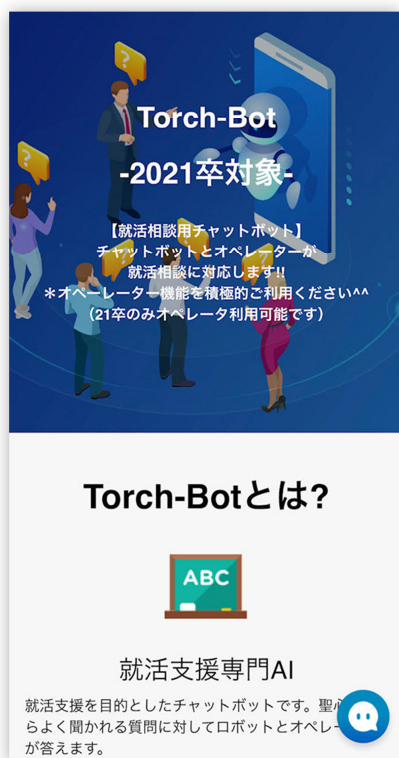 Torch-Bot
-2021卒対象-
【就活相談用チャットボット】
チャットボットとオペレーターが
就活相談に対応します!!
＊オペーレーター機能を積極的ご利用ください^^
（21卒のみオペレータ利用可能です）
Torch-Botとは?
ABC
就活支援専門AI
就活支援を目的としたチャットボットです。聖心
らよく聞かれる質問に対してロボットとオペレー
が答えます。